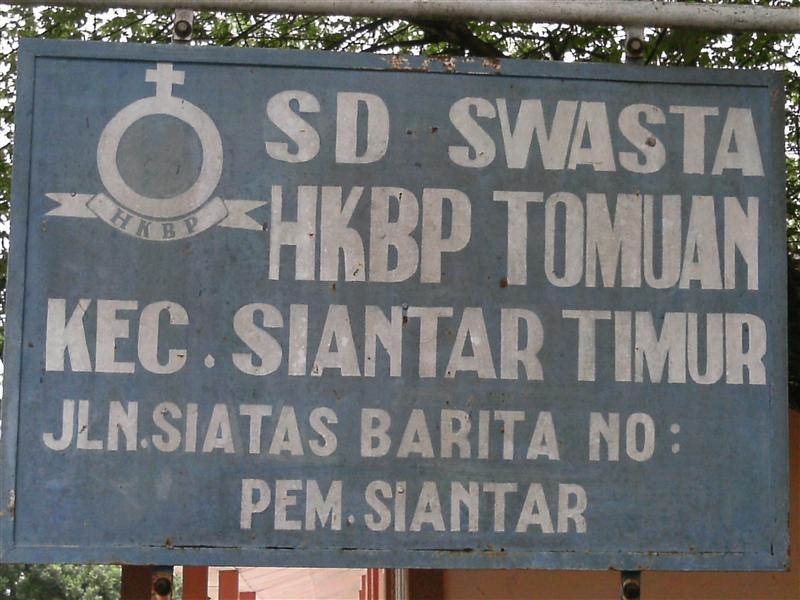 HKBP
SD SWASTA
HKBP TOMUAN
KEC. SIANTAR TIMUR
JLN.SIATAS BARITA NO:
PEM.SIANTAR